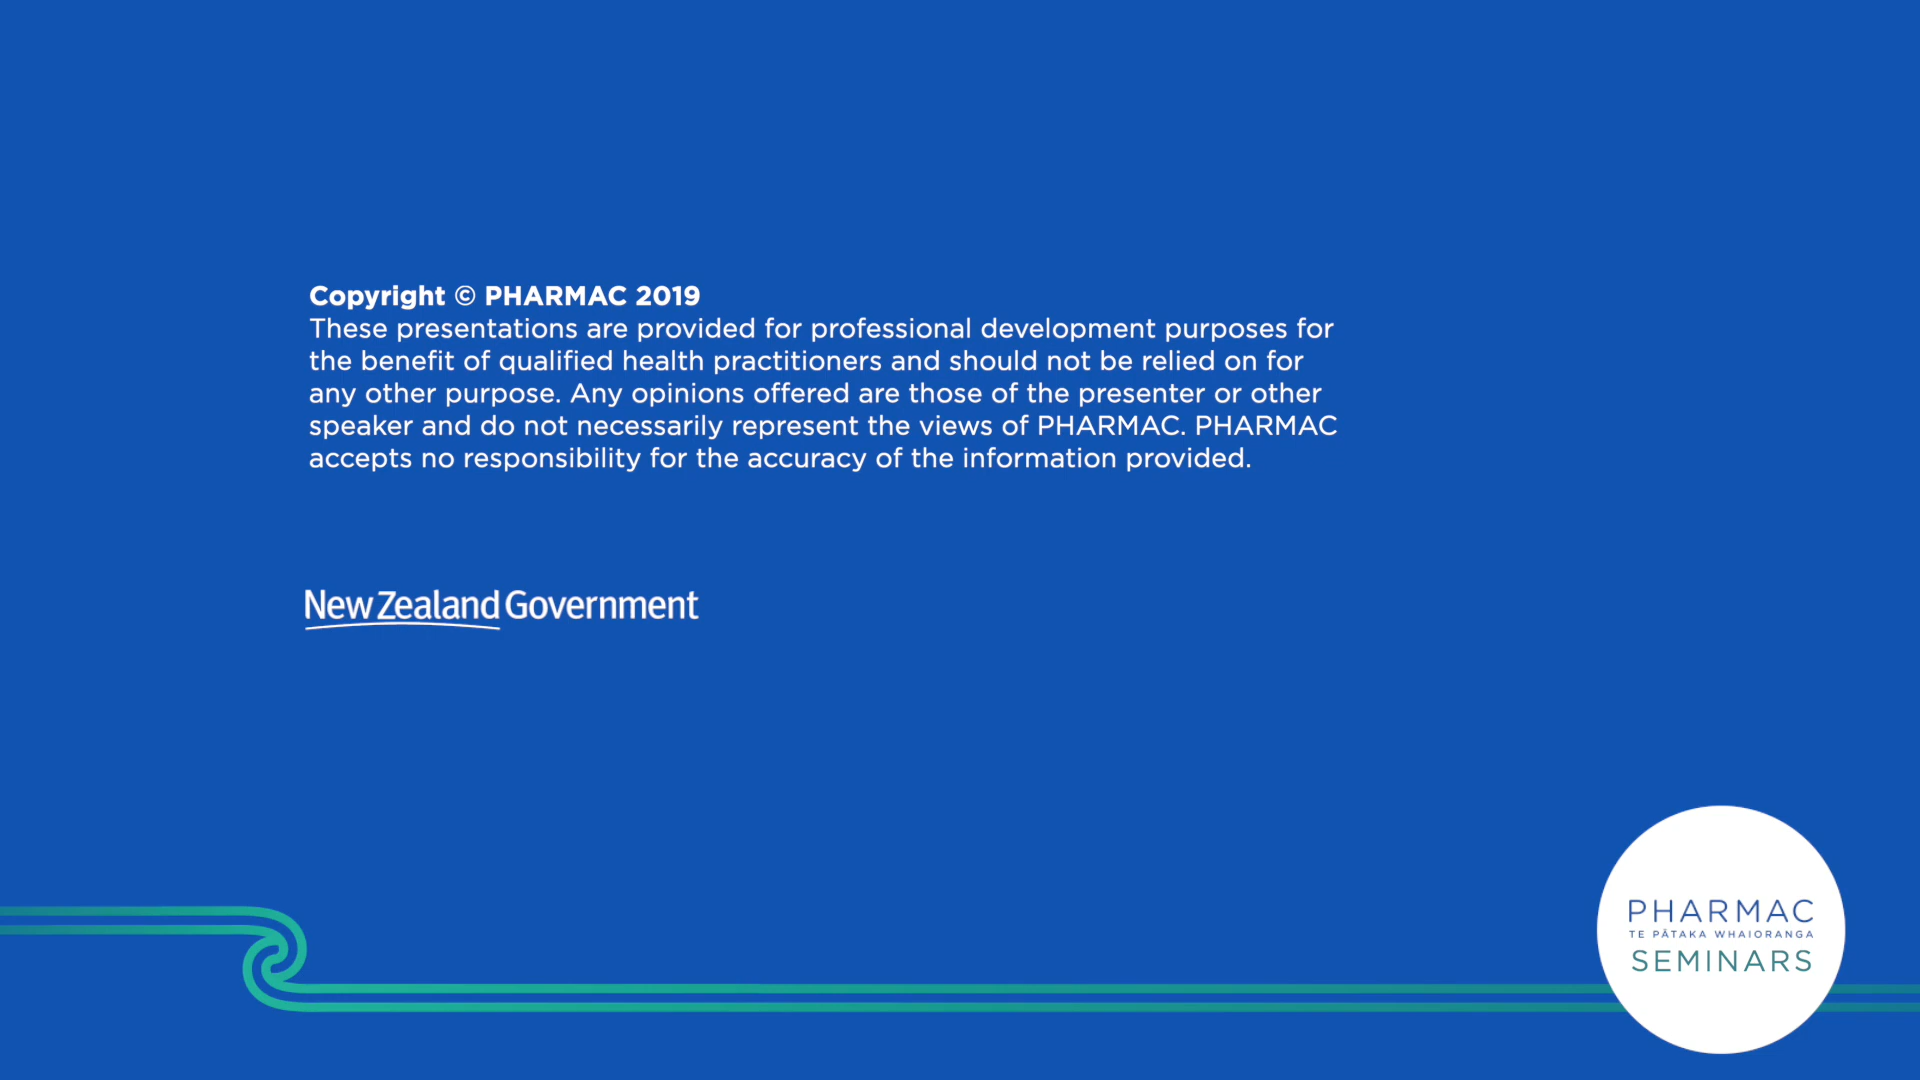 Copyright © PHARMAC 2019
These presentations are provided for professional development purposes for
the benefit of qualified health practitioners and should not be relied on for
any other purpose. Any opinions offered are those of the presenter or other
speaker and do not necessarily represent the views of PHARMAC. PHARMAC
accepts no responsibility for the accuracy of the information provided.
New Zealand Government
PHARMAC
TE PĀTAKA WHAIORANGA
SEMINARS